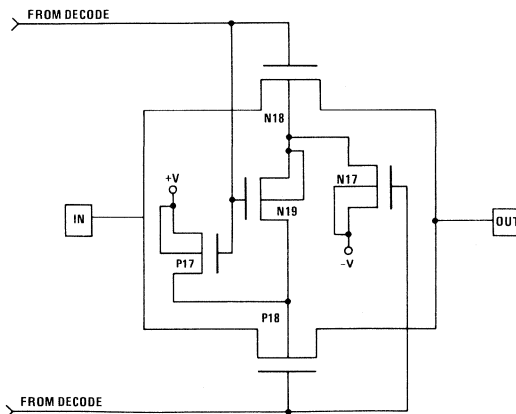 FROM DECODE
N18
+V
N17
IN
N19
OUT
P17
–V
P18
FROM DECODE